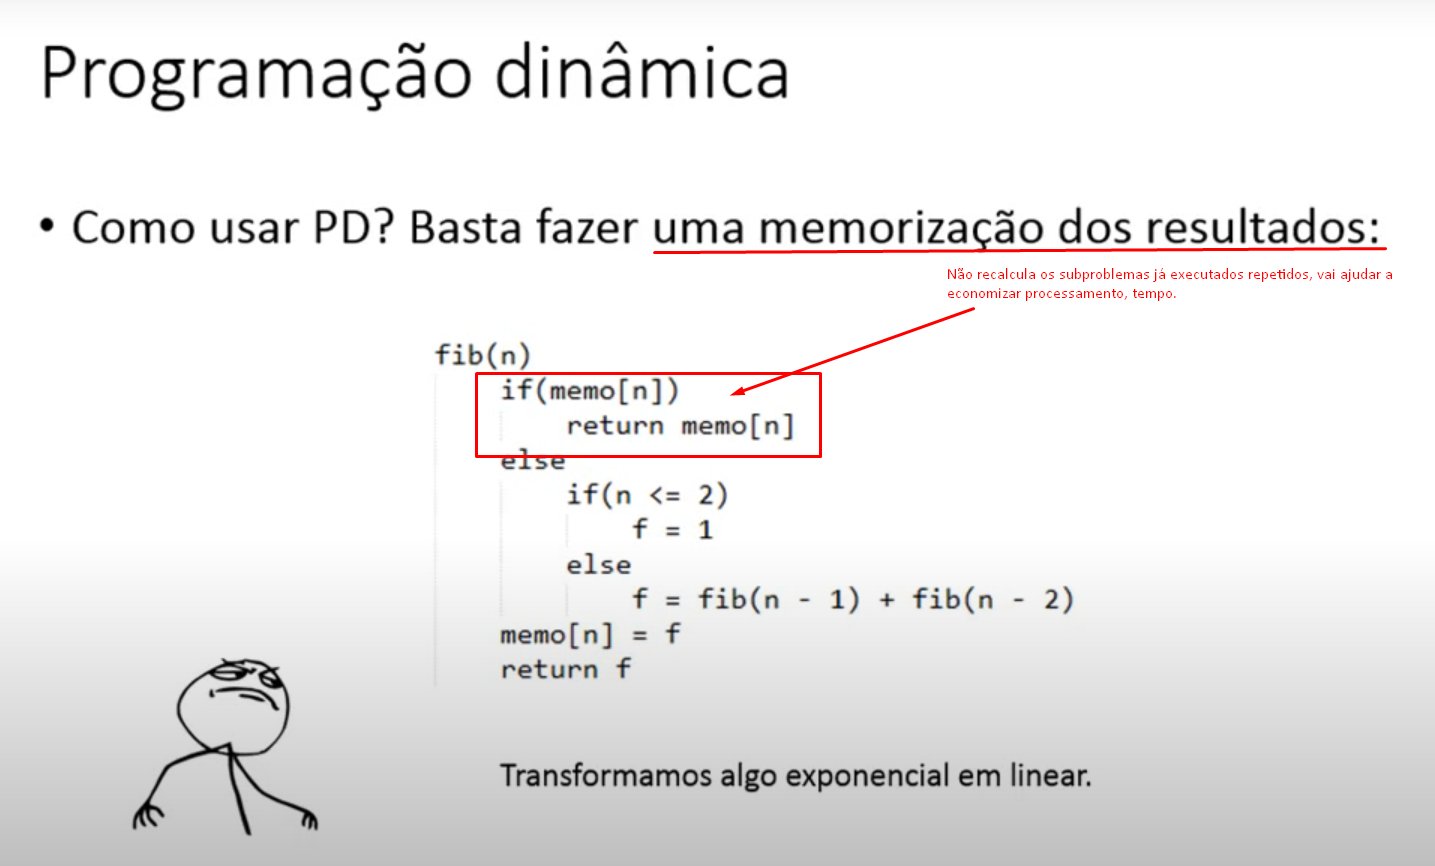 Programação dinâmica
• Como usar PD? Basta fazer uma memorização dos resultados:
Não recalcula os subproblemas já executados repetidos, vai ajudar a
economizar processamento, tempo.
fib(n)
if(memo[n])
return memo[n]
else
if(n <= 2)
f = 1
else
f = fib(n - 1) + fib(n - 2)
memo[n] = f
return f
Transformamos algo exponencial em linear.